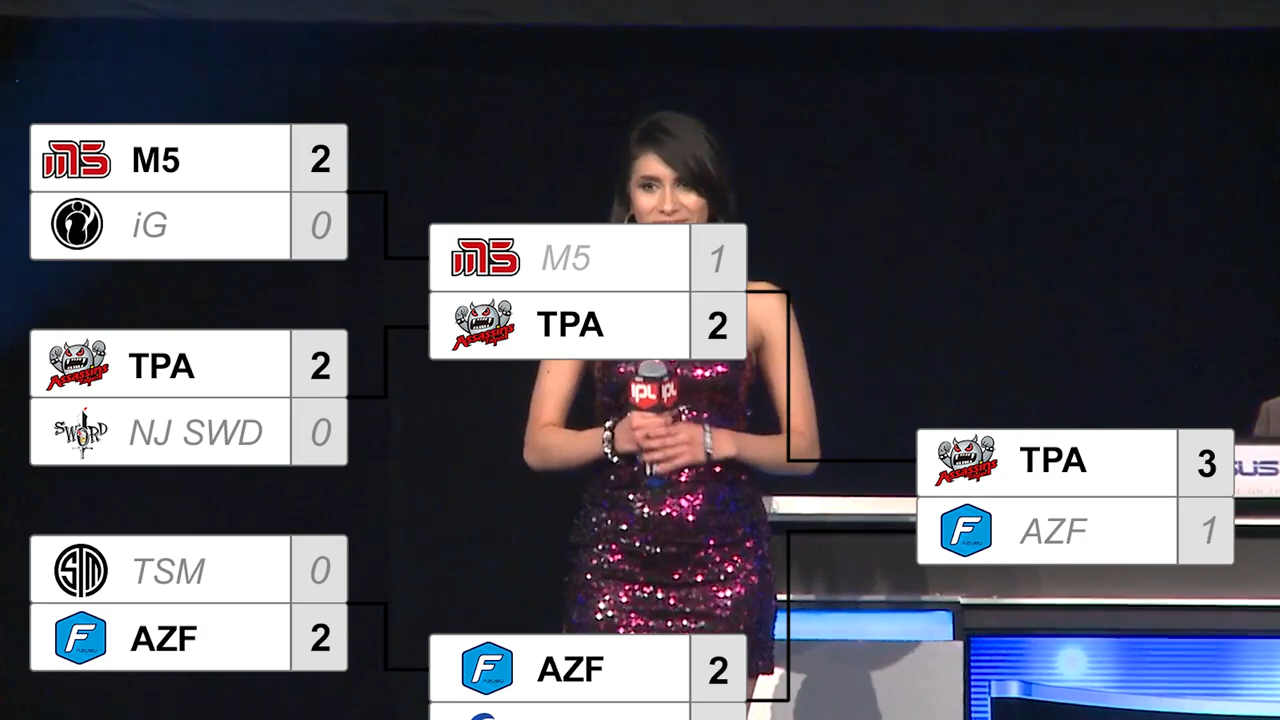 M5 2
iG 0
M5 1
TPA 2
TPA 2
NJ SWD 0
TPA 3
AZF 1
TSM 0
AZF 2
AZF 2